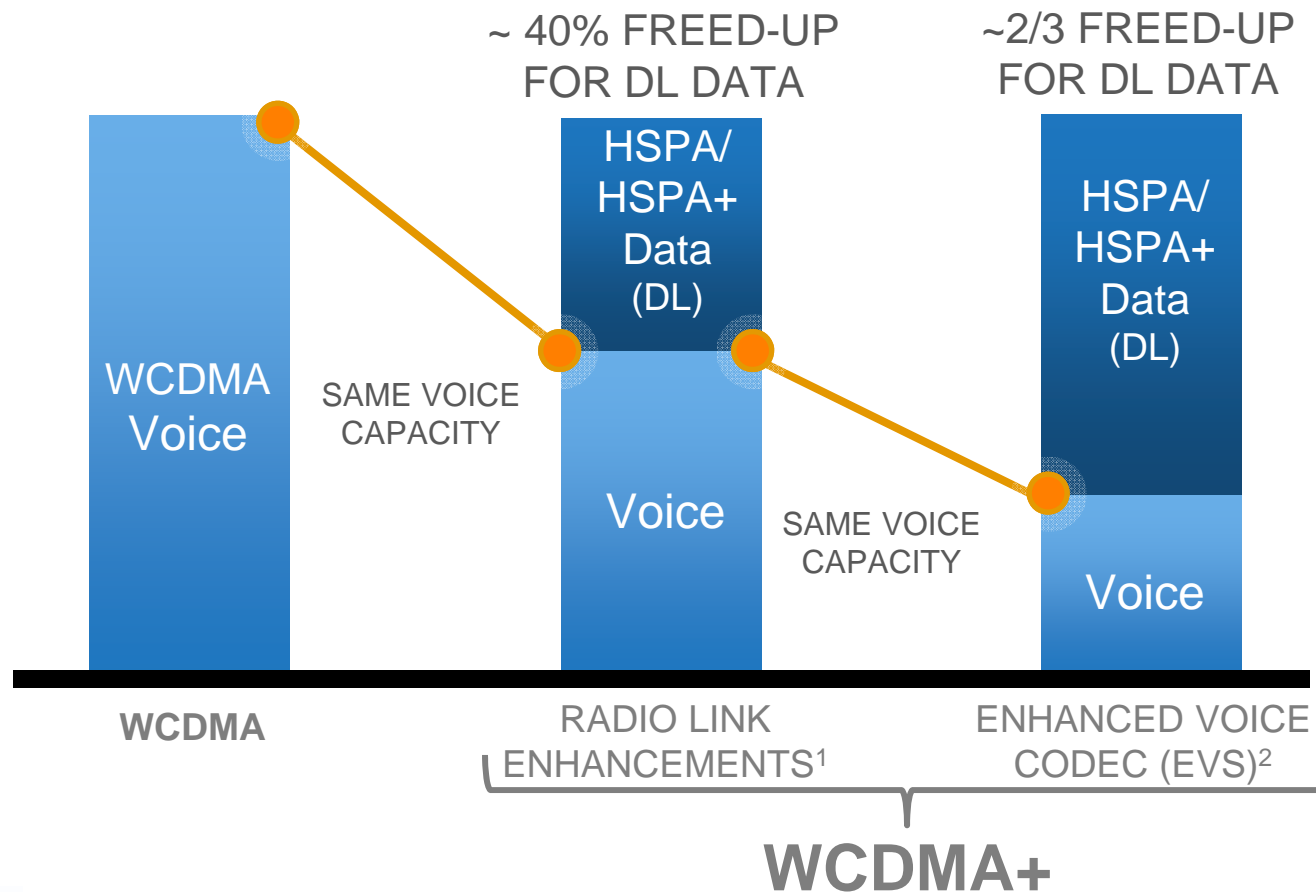 ~ 40% FREED-UP
FOR DL DATA
~2/3 FREED-UP
FOR DL DATA
WCDMA
Voice
SAME VOICE
CAPACITY
HSPA/
HSPA+
Data
(DL)
Voice
SAME VOICE
CAPACITY
HSPA/
HSPA+
Data
(DL)
Voice
WCDMA
RADIO LINK
ENHANCEMENTS¹
ENHANCED VOICE
CODEC (EVS)²
WCDMA+